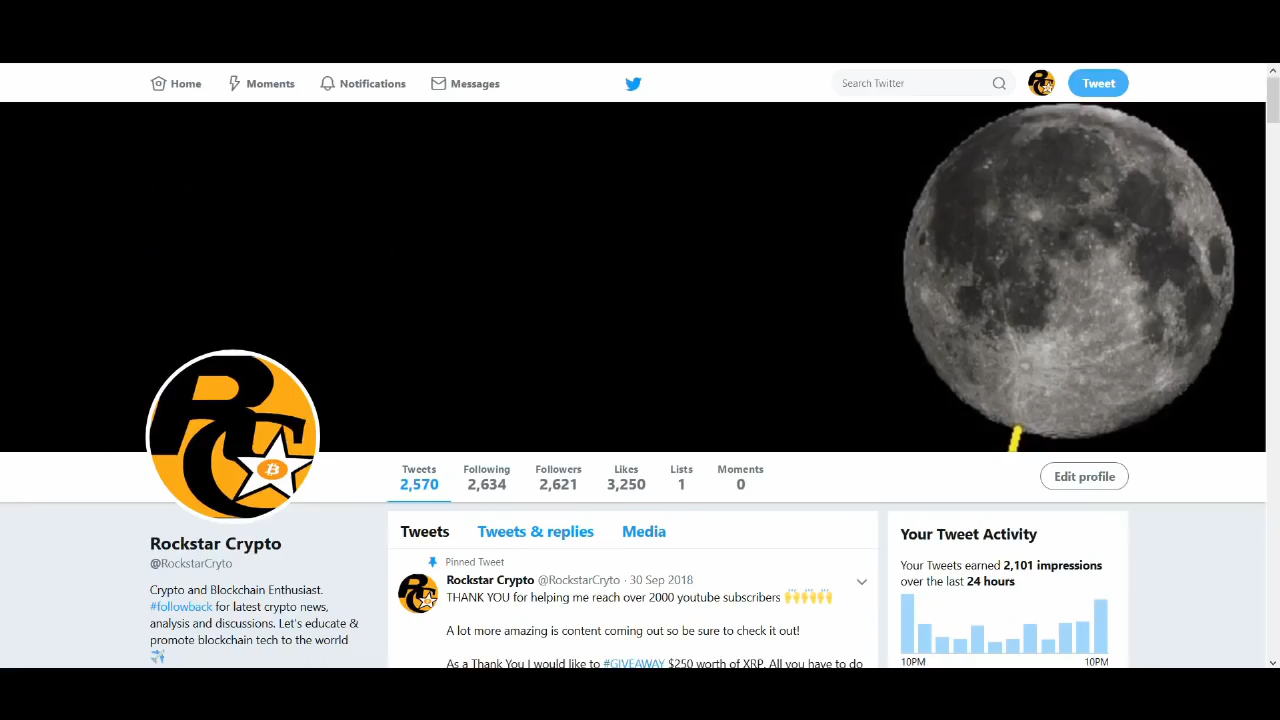 Home Moments Notifications Messages Search Twitter Tweet
Tweets Following Followers Likes Lists Moments
2,570 2,634 2,621 3,250 1 0
Edit profile
Rockstar Crypto
@RockstarCryto
Crypto and Blockchain Enthusiast.
#followback for latest crypto news,
analysis and discussions. Let's educate &
promote blockchain tech to the worrld
Tweets Tweets & replies Media
Pinned Tweet
Rockstar Crypto @RockstarCryto · 30 Sep 2018
THANK YOU for helping me reach over 2000 youtube subscribers 🙌🙌🙌🙌
A lot more amazing is content coming out so be sure to check it out!
As a Thank You I would like to #GIVEAWAY $250 worth of XRP. All you have to do
Your Tweet Activity
Your Tweets earned 2,101 impressions
over the last 24 hours
10PM 10PM